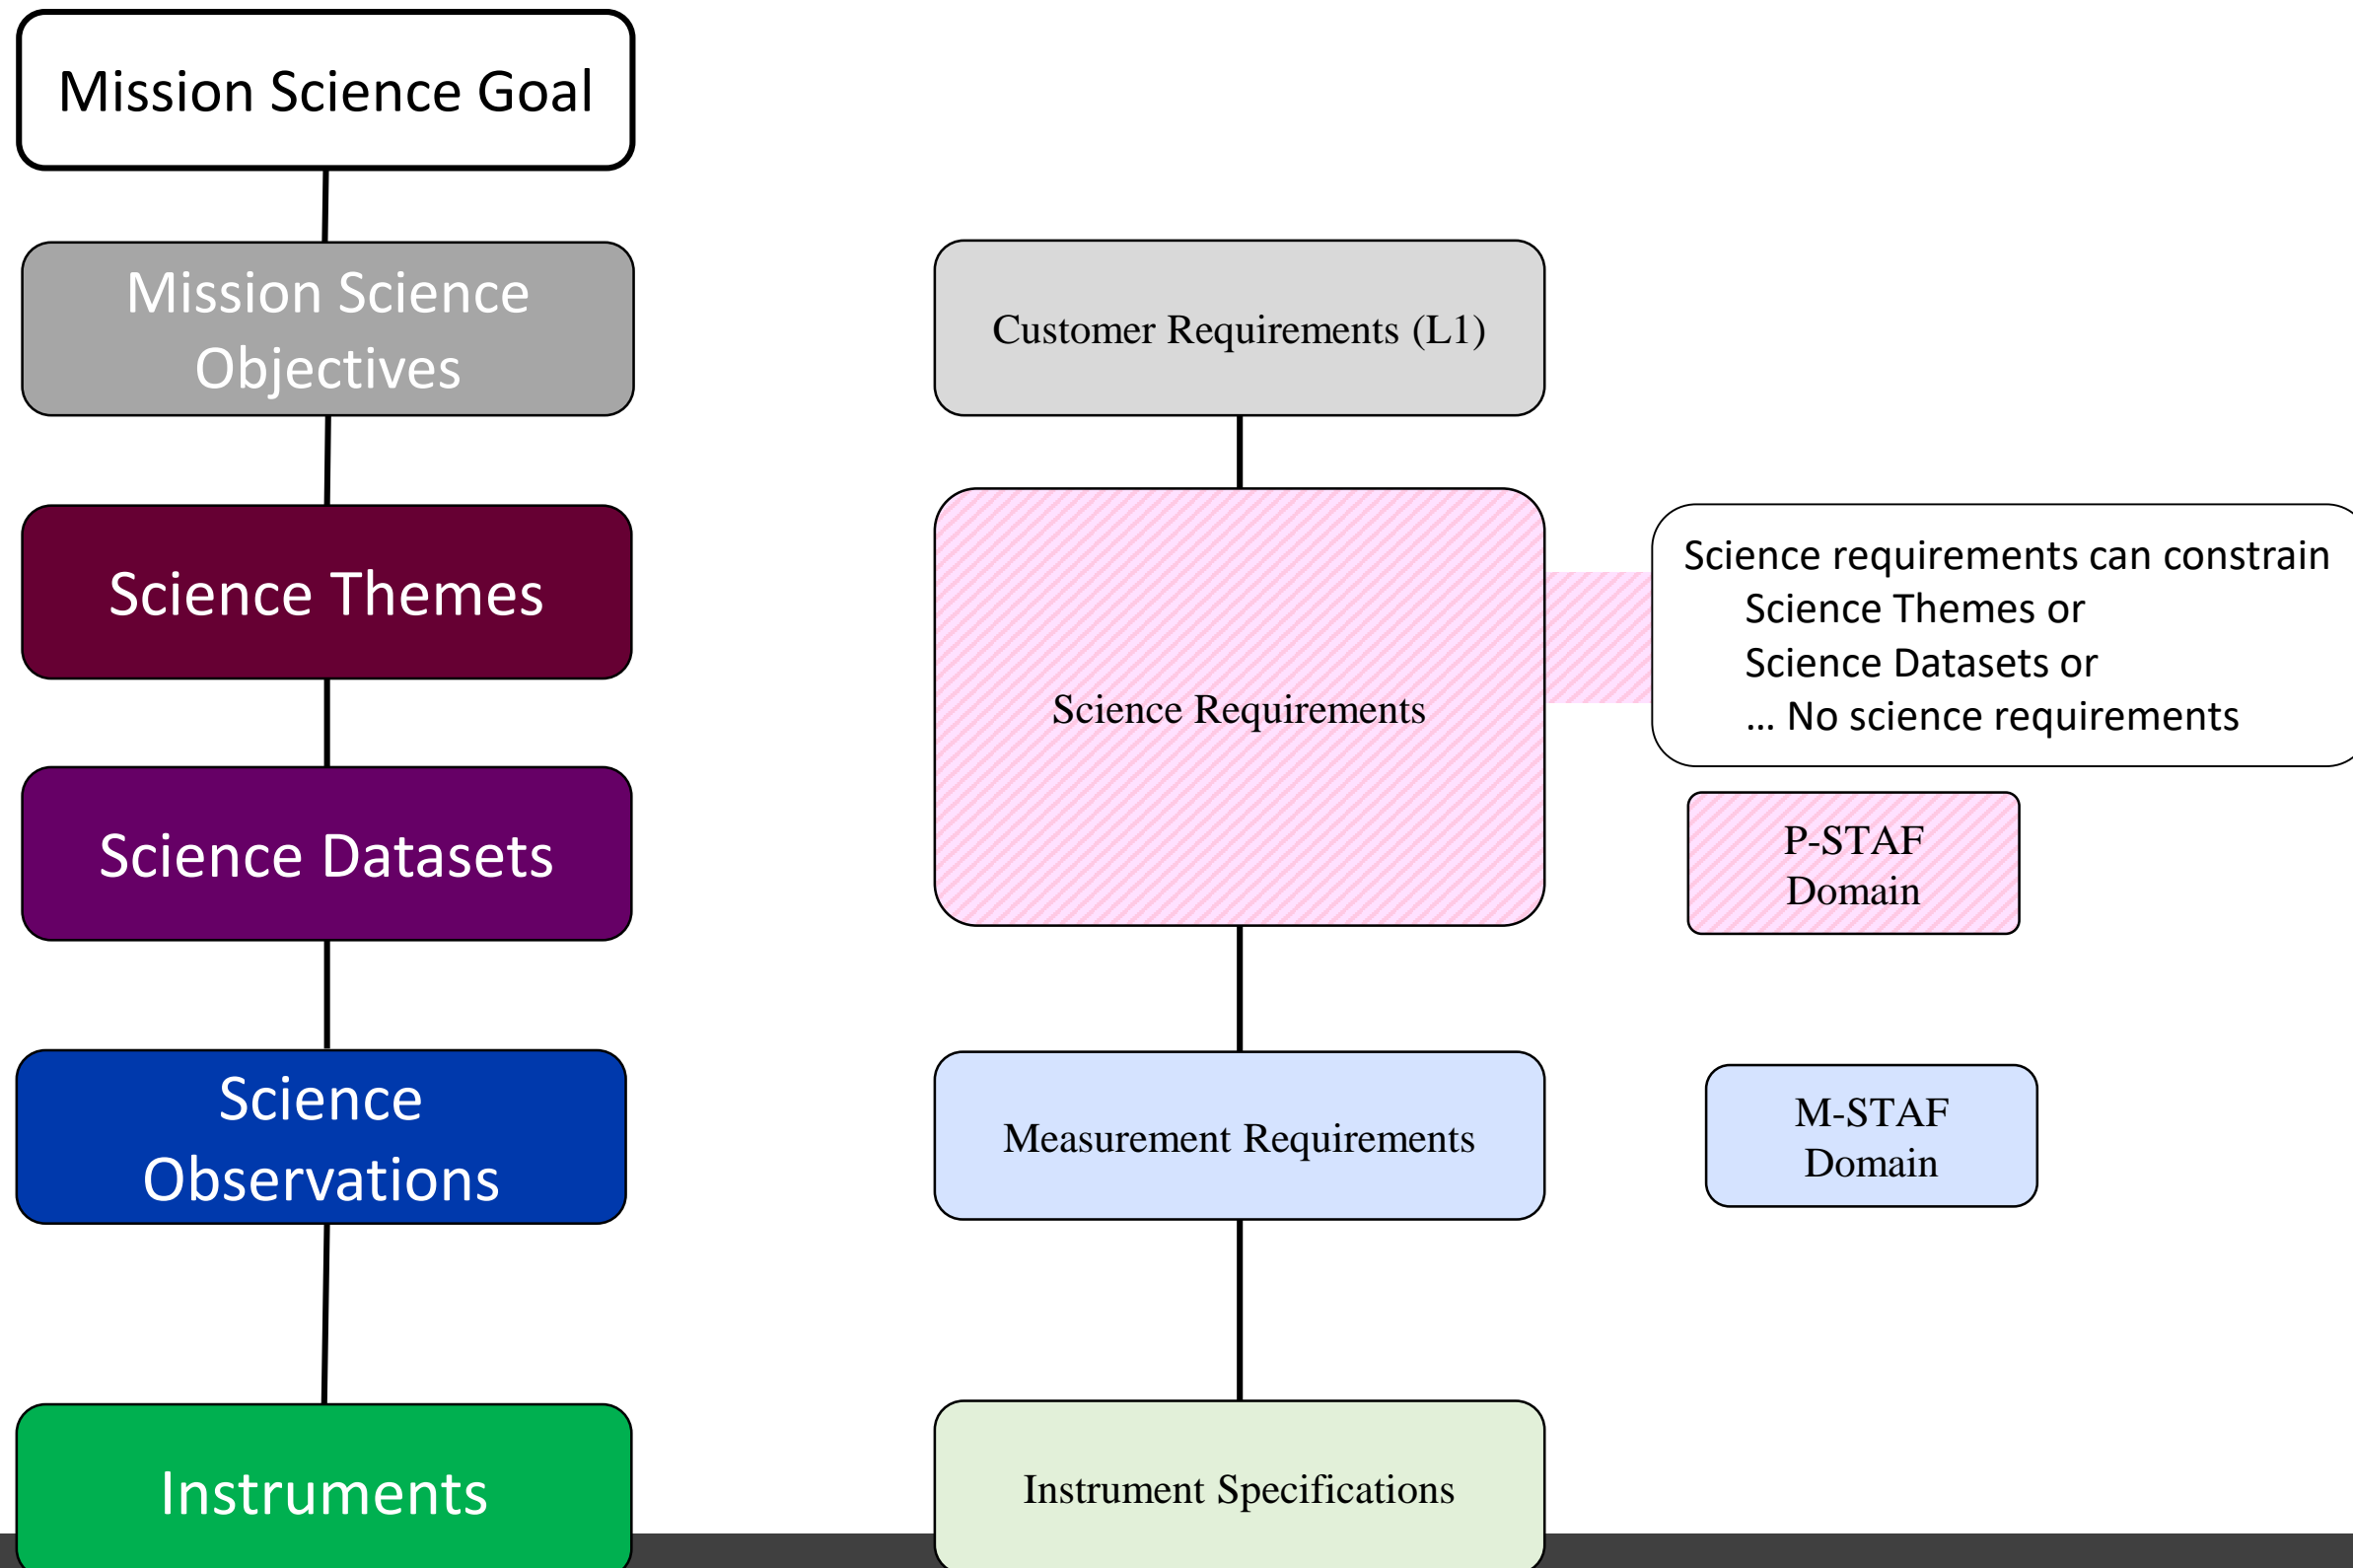 Mission Science Goal
Mission Science
Objectives
Science Themes
Science Datasets
Science
Observations
Instruments
Customer Requirements (L1)
Science Requirements
Measurement Requirements
Instrument Specifications
Science requirements can constrain
Science Themes or
Science Datasets or
... No science requirements
P-STAF
Domain
M-STAF
Domain